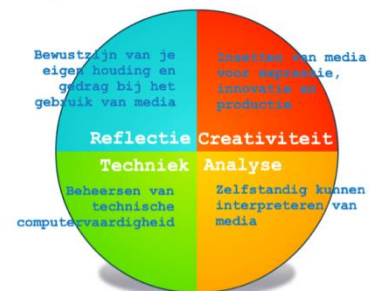 Bewustzijn van je
eigen houding en
gedrag bij het
gebruik van media
Inzetten van media
voor expressie,
innovatie en
productie
Reflectie
Creativiteit
Techniek
Analyse
Beheersen van
technische
computervaardigheid
Zelfstandig kunnen
interpreteren van
media